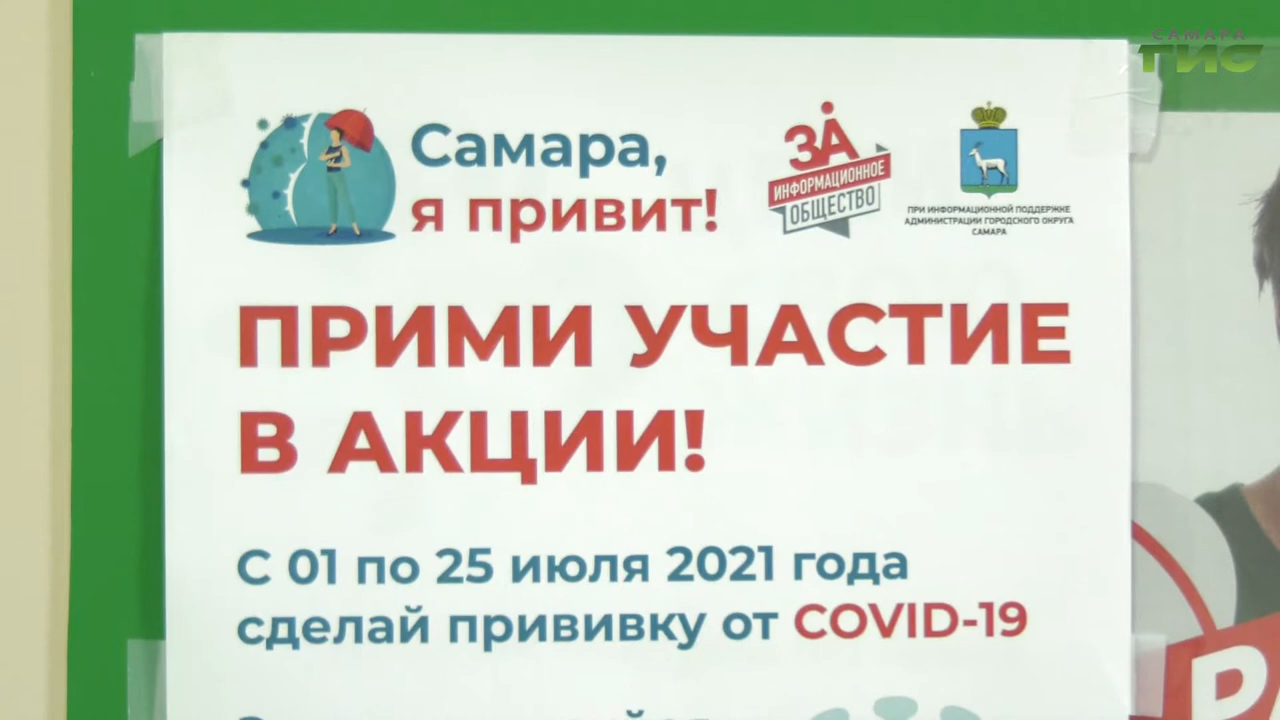 САМАРА
ГИС
Самара,
я привит!
ЗА
ИНФОРМАЦИОННОЕ
ОБЩЕСТВО
ПРИ ИНФОРМАЦИОННОЙ ПОДДЕРЖКЕ
АДМИНИСТРАЦИИ ГОРОДСКОГО ОКРУГА
САМАРА
ПРИМИ УЧАСТИЕ
В АКЦИИ!
С 01 по 25 июля 2021 года
сделай прививку от COVID-19